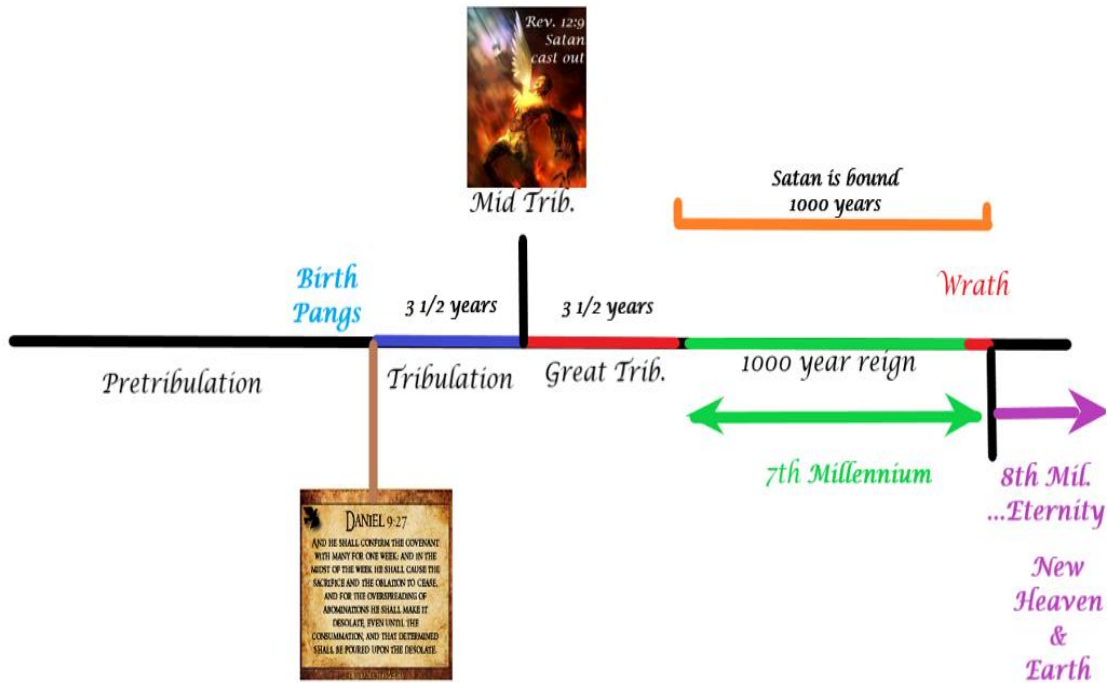 Rev. 12:9
Satan
cast out
Mid Trib.
Satan is bound
1000 years
Birth
Pangs
3 1/2 years
3 1/2 years
Wrath
Pretribulation
Tribulation
Great Trib.
1000 year reign
7th Millennium
8th Mil.
...Eternity
New
Heaven
&
Earth
DANIEL 9:27
AND HE SHALL CONFIRM THE COVENANT
WITH MANY FOR ONE WEEK: AND IN THE
MIDST OF THE WEEK HE SHALL CAUSE THE
SACRIFICE AND THE OBLATION TO CEASE,
AND FOR THE OVERSPREADING OF
ABOMINATIONS HE SHALL MAKE IT
DESOLATE, EVEN UNTIL THE
CONSUMMATION, AND THAT DETERMINED
SHALL BE POURED UPON THE DESOLATE.